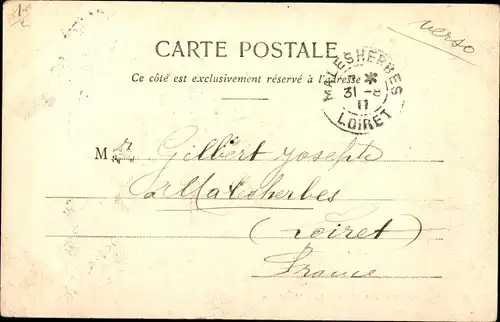 verso
CARTE POSTALE
Ce côté est exclusivement réservé à l'adresse
MALESHERBES
31 - 8
11
LOIRET
M Gilbert Joseph
à Malesherbes
(Loiret)
France